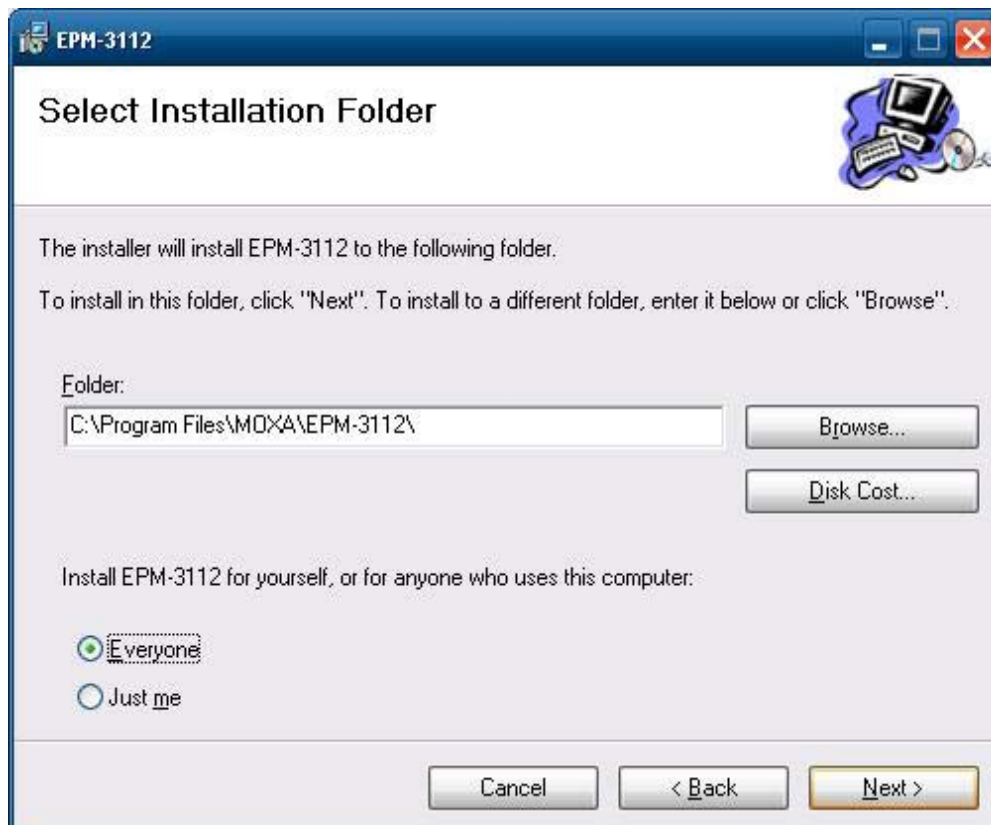 EPM-3112
Select Installation Folder
The installer will install EPM-3112 to the following folder.
To install in this folder, click "Next". To install to a different folder, enter it below or click "Browse".
Folder:
C:\Program Files\MOXA\EPM-3112\
Browse...
Disk Cost...
Install EPM-3112 for yourself, or for anyone who uses this computer:
Everyone
Just me
Cancel
< Back
Next >